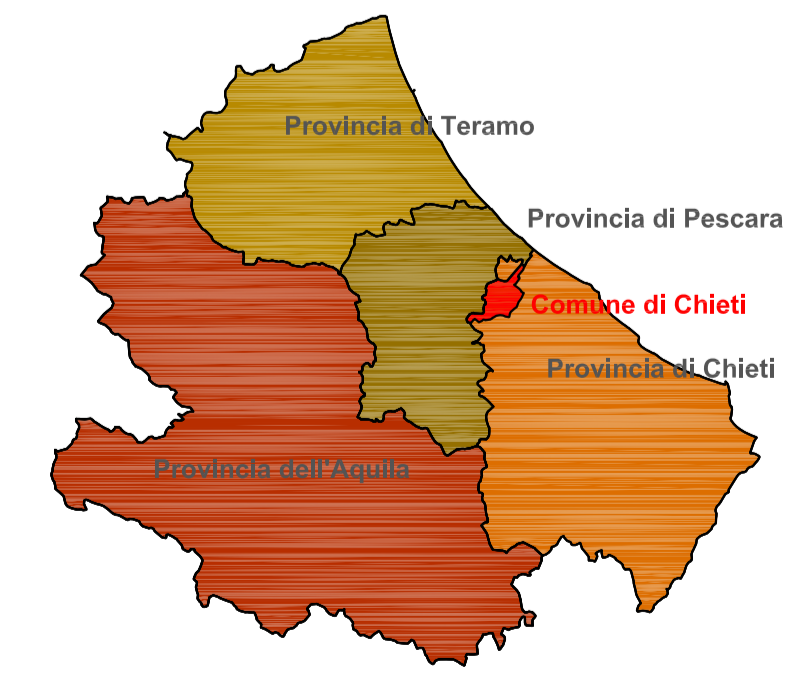 Provincia di Teramo
Provincia di Pescara
Comune di Chieti
Provincia di Chieti
Provincia dell'Aquila